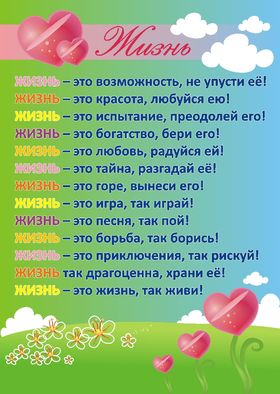 Жизнь
ЖИЗНЬ – это возможность, не упусти её!
ЖИЗНЬ – это красота, любуйся ею!
ЖИЗНЬ – это испытание, преодолей его!
ЖИЗНЬ – это богатство, бери его!
ЖИЗНЬ – это любовь, радуйся ей!
ЖИЗНЬ – это тайна, разгадай её!
ЖИЗНЬ – это горе, вынеси его!
ЖИЗНЬ – это игра, так играй!
ЖИЗНЬ – это песня, так пой!
ЖИЗНЬ – это борьба, так борись!
ЖИЗНЬ – это приключения, так рискуй!
ЖИЗНЬ так драгоценна, храни её!
ЖИЗНЬ – это жизнь, так живи!